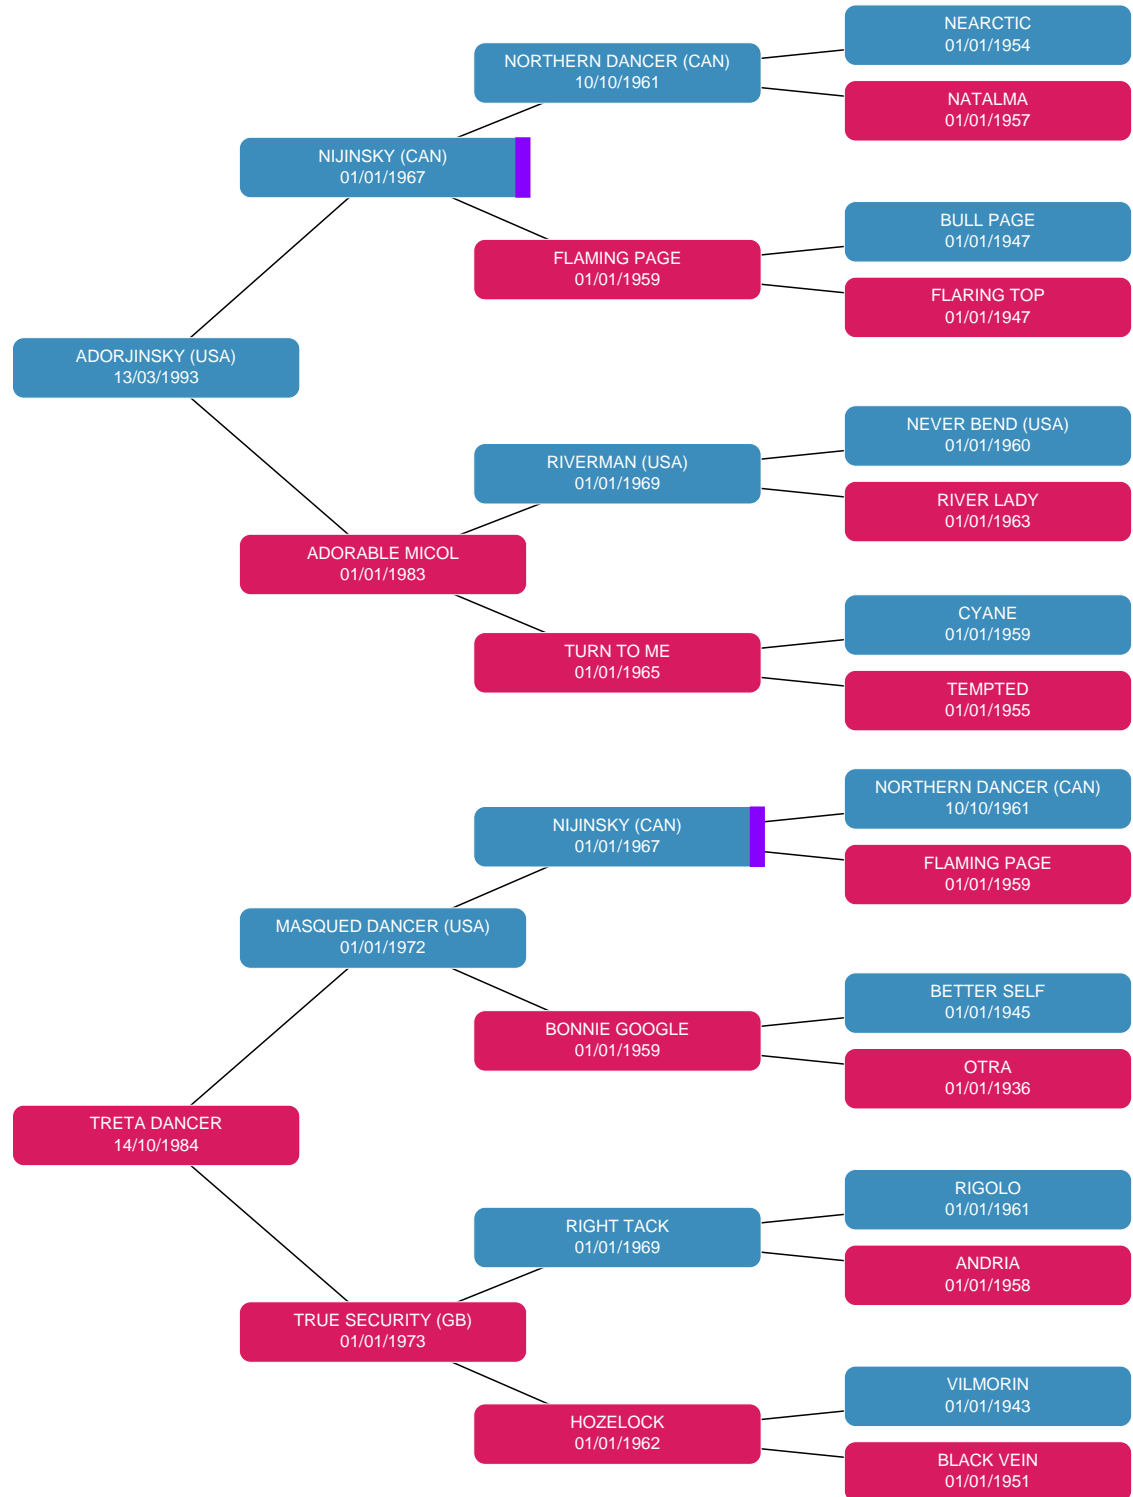 NEARCTIC
01/01/1954
NORTHERN DANCER (CAN)
10/10/1961
NATALMA
01/01/1957
NIJINSKY (CAN)
01/01/1967
BULL PAGE
01/01/1947
FLAMING PAGE
01/01/1959
FLARING TOP
01/01/1947
ADORJINSKY (USA)
13/03/1993
NEVER BEND (USA)
01/01/1960
RIVERMAN (USA)
01/01/1969
RIVER LADY
01/01/1963
ADORABLE MICOL
01/01/1983
CYANE
01/01/1959
TURN TO ME
01/01/1965
TEMPTED
01/01/1955
NORTHERN DANCER (CAN)
10/10/1961
NIJINSKY (CAN)
01/01/1967
FLAMING PAGE
01/01/1959
MASQUED DANCER (USA)
01/01/1972
BETTER SELF
01/01/1945
BONNIE GOOGLE
01/01/1959
OTRA
01/01/1936
TRETA DANCER
14/10/1984
RIGOLO
01/01/1961
RIGHT TACK
01/01/1969
ANDRIA
01/01/1958
TRUE SECURITY (GB)
01/01/1973
VILMORIN
01/01/1943
HOZELOCK
01/01/1962
BLACK VEIN
01/01/1951